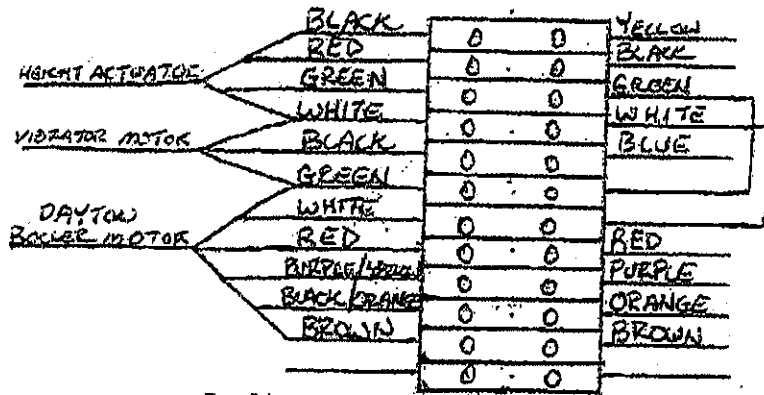 BLACK YELLOW
RED BLACK
HEIGHT ACTUATOR GREEN GREEN
WHITE WHITE
VIBRATOR MOTOR BLACK BLUE
GREEN
DAYTON WHITE
MOTOR RED RED
PURPLE/ PURPLE
BLACK/ORANGE ORANGE
BROWN BROWN